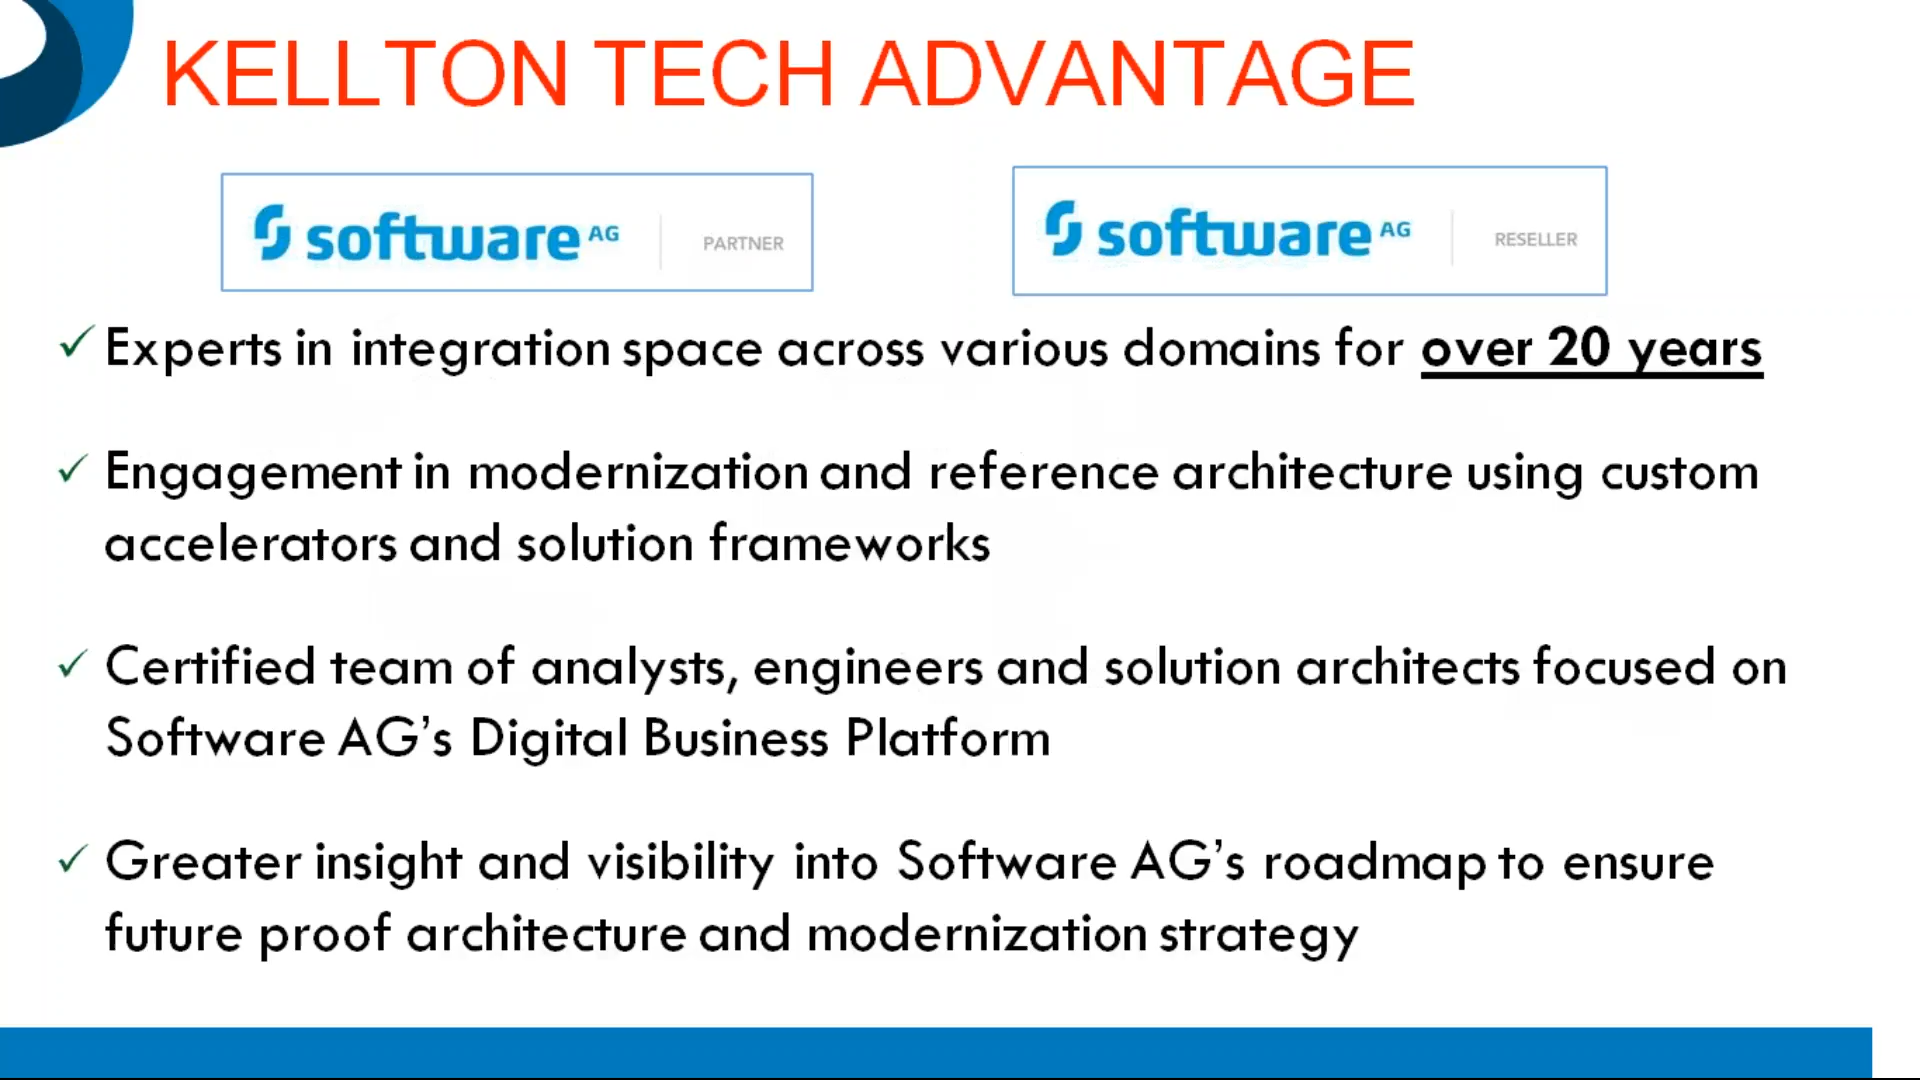 KELLTON TECH ADVANTAGE
software AG PARTNER
software AG RESELLER
✓ Experts in integration space across various domains for over 20 years
✓ Engagement in modernization and reference architecture using custom
accelerators and solution frameworks
✓ Certified team of analysts, engineers and solution architects focused on
Software AG’s Digital Business Platform
✓ Greater insight and visibility into Software AG’s roadmap to ensure
future proof architecture and modernization strategy